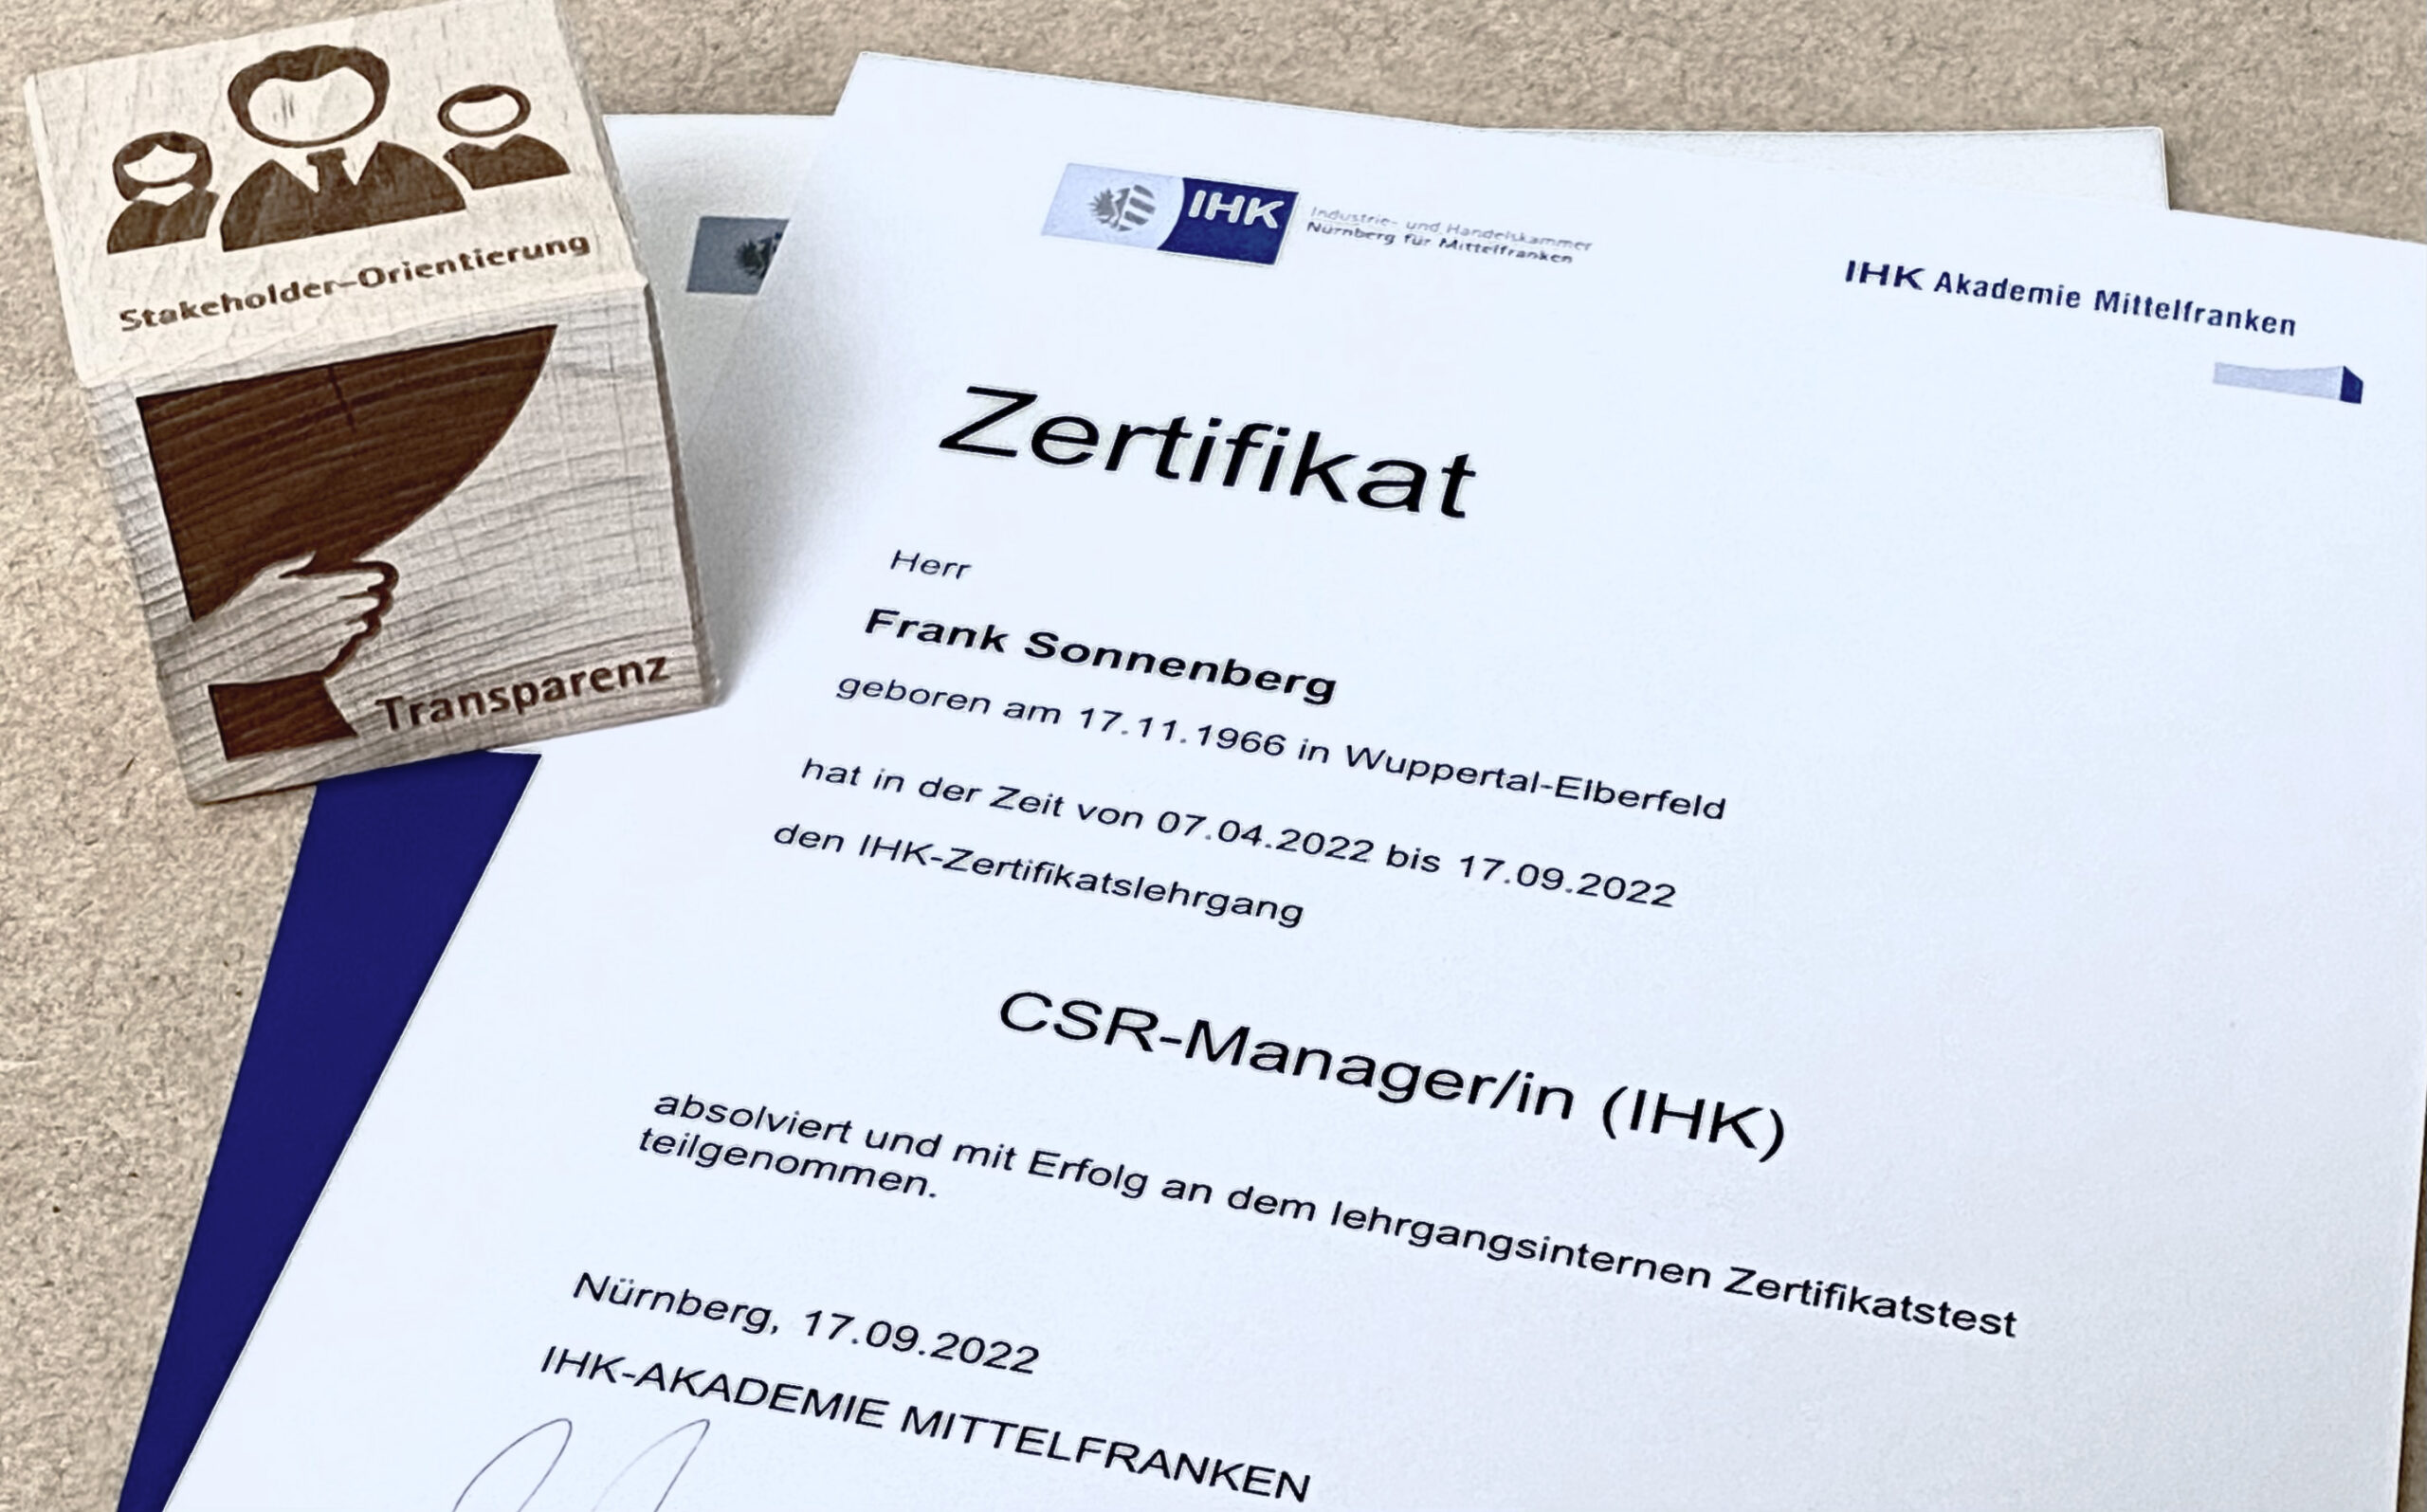 Stakeholder-Orientierung
Transparenz
IHK
Industrie- und Handelskammer
Nürnberg für Mittelfranken
IHK Akademie Mittelfranken
Zertifikat
Herr
Frank Sonnenberg
geboren am 17.11.1966 in Wuppertal-Elberfeld
hat in der Zeit von 07.04.2022 bis 17.09.2022
den IHK-Zertifikatslehrgang
CSR-Manager/in (IHK)
absolviert und mit Erfolg an dem lehrgangsinternen Zertifikatstest
teilgenommen.
Nürnberg, 17.09.2022
IHK-AKADEMIE MITTELFRANKEN